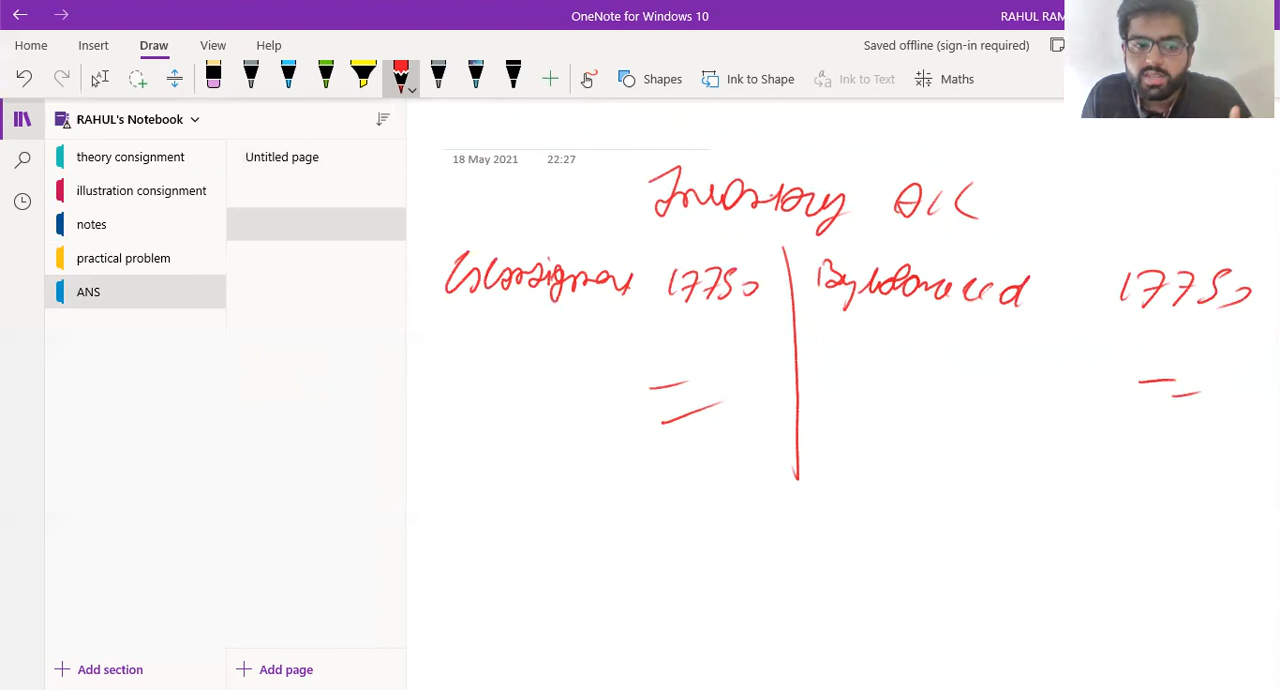 OneNote for Windows 10
RAHUL RAM
Home Insert Draw View Help
Saved offline (sign-in required)
Shapes
Ink to Shape
Ink to Text
Maths
RAHUL's Notebook
theory consignment
illustration consignment
notes
practical problem
ANS
Untitled page
18 May 2021 22:27
Inventory A/C
17750
By balance c/d 17750
Add section
Add page